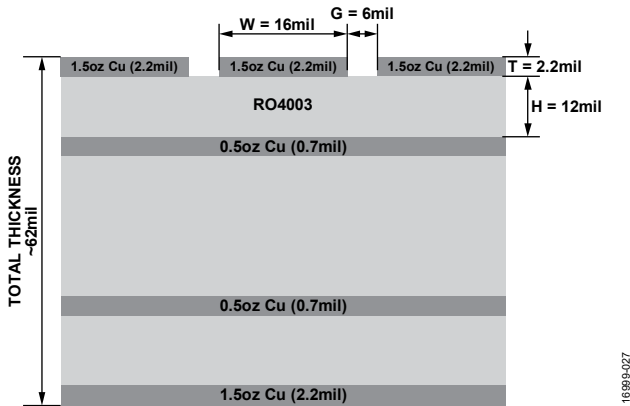 W = 16mil
G = 6mil
1.5oz Cu (2.2mil)
1.5oz Cu (2.2mil)
1.5oz Cu (2.2mil)
T = 2.2mil
RO4003
H = 12mil
0.5oz Cu (0.7mil)
TOTAL THICKNESS
~62mil
0.5oz Cu (0.7mil)
1.5oz Cu (2.2mil)
16999-027